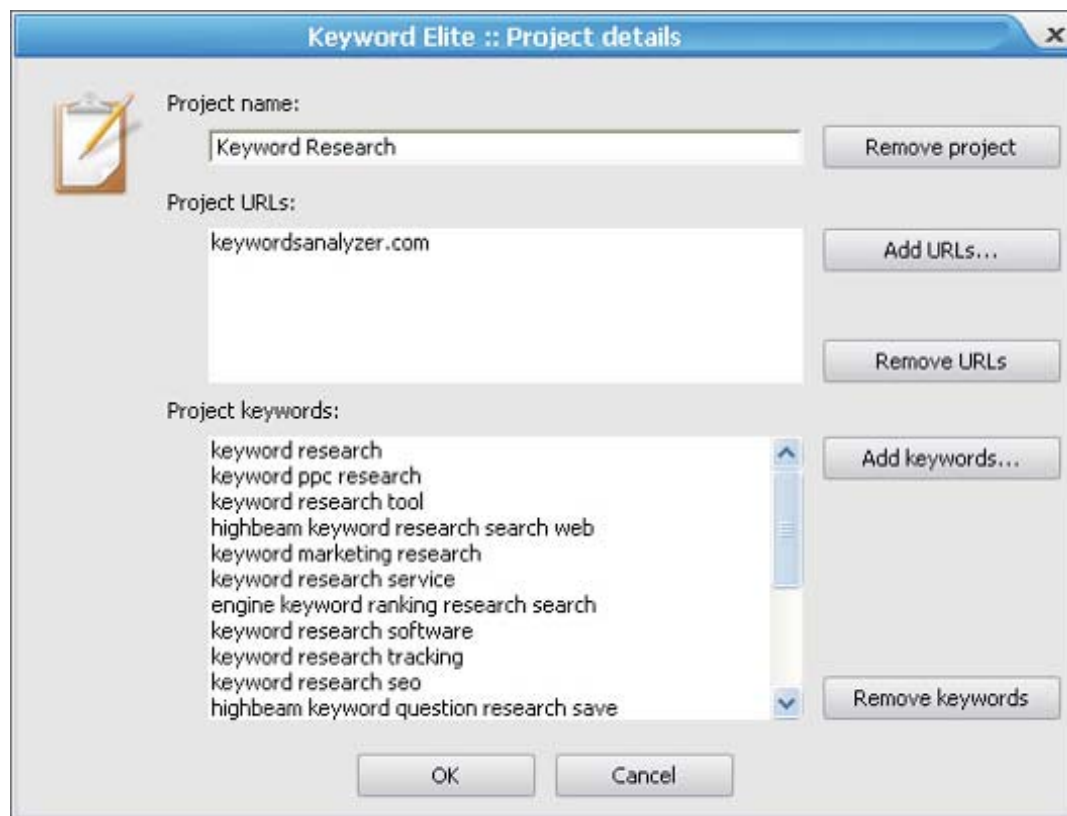 Keyword Elite :: Project details
Project name:
Keyword Research
Remove project
Project URLs:
keywordsanalyzer.com
Add URLs...
Remove URLs
Project keywords:
keyword research
Add keywords...
keyword ppc research
keyword research tool
highbeam keyword research search web
keyword marketing research
keyword research service
engine keyword ranking research search
keyword research software
keyword research tracking
keyword research seo
highbeam keyword question research save
Remove keywords
OK
Cancel